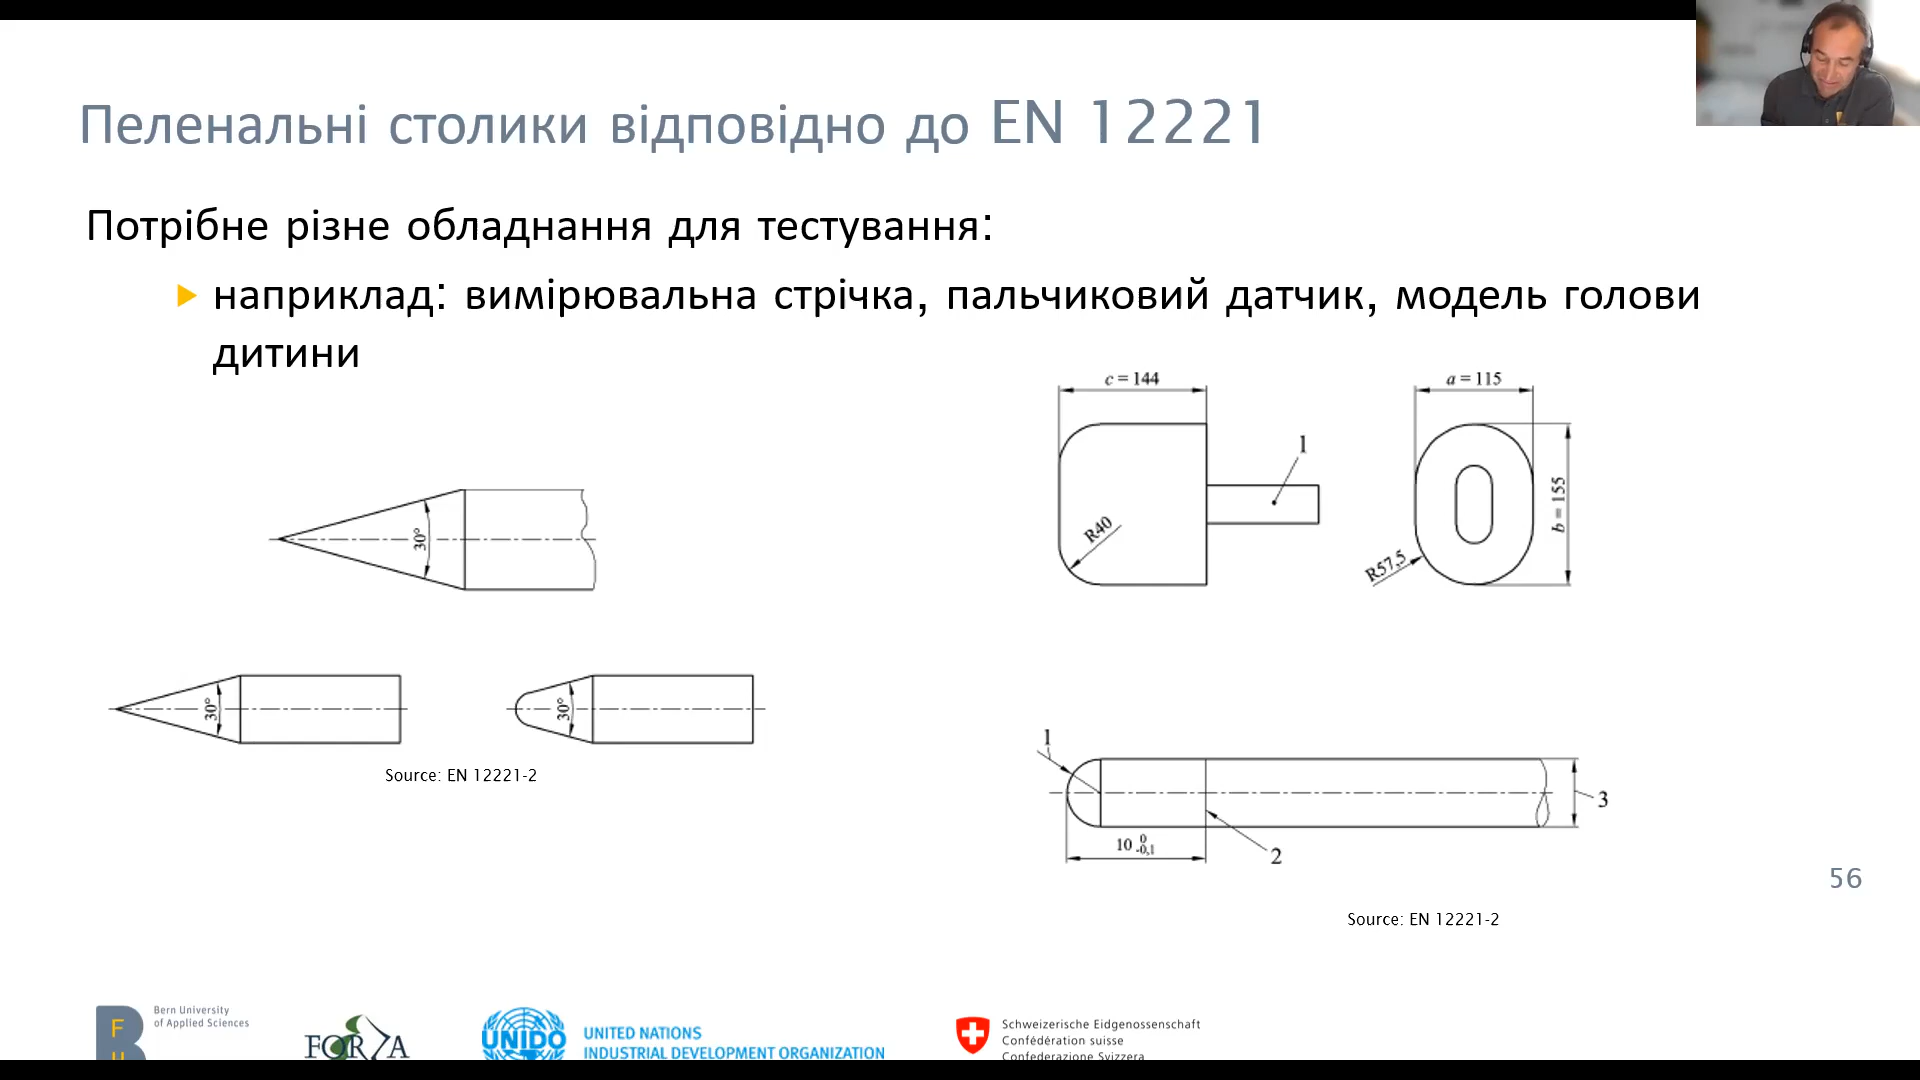 Пеленальні столики відповідно до EN 12221
Потрібне різне обладнання для тестування:
наприклад: вимірювальна стрічка, пальчиковий датчик, модель голови
дитини
c = 144
a = 115
1
b = 155
R40
R57,5
30°
30°
30°
Source: EN 12221-2
1
3
10 0 -0,1
2
56
Source: EN 12221-2
Bern University
of Applied Sciences
F
H
FORZA
UNIDO
UNITED NATIONS
INDUSTRIAL DEVELOPMENT ORGANIZATION
Schweizerische Eidgenossenschaft
Confédération suisse
Confederazione Svizzera